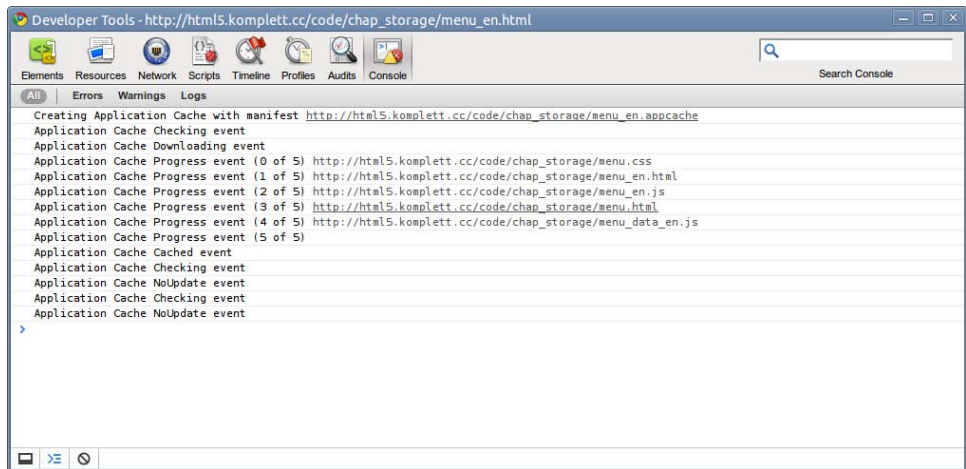 Developer Tools - http://html5.komplett.cc/code/chap_storage/menu_en.html
Elements Resources Network Scripts Timeline Profiles Audits Console
Search Console
All Errors Warnings Logs
Creating Application Cache with manifest http://html5.komplett.cc/code/chap_storage/menu_en.appcache
Application Cache Checking event
Application Cache Downloading event
Application Cache Progress event (0 of 5) http://html5.komplett.cc/code/chap_storage/menu.css
Application Cache Progress event (1 of 5) http://html5.komplett.cc/code/chap_storage/menu_en.html
Application Cache Progress event (2 of 5) http://html5.komplett.cc/code/chap_storage/menu_en.js
Application Cache Progress event (3 of 5) http://html5.komplett.cc/code/chap_storage/menu.html
Application Cache Progress event (4 of 5) http://html5.komplett.cc/code/chap_storage/menu_data_en.js
Application Cache Progress event (5 of 5)
Application Cache Cached event
Application Cache Checking event
Application Cache NoUpdate event
Application Cache Checking event
Application Cache NoUpdate event